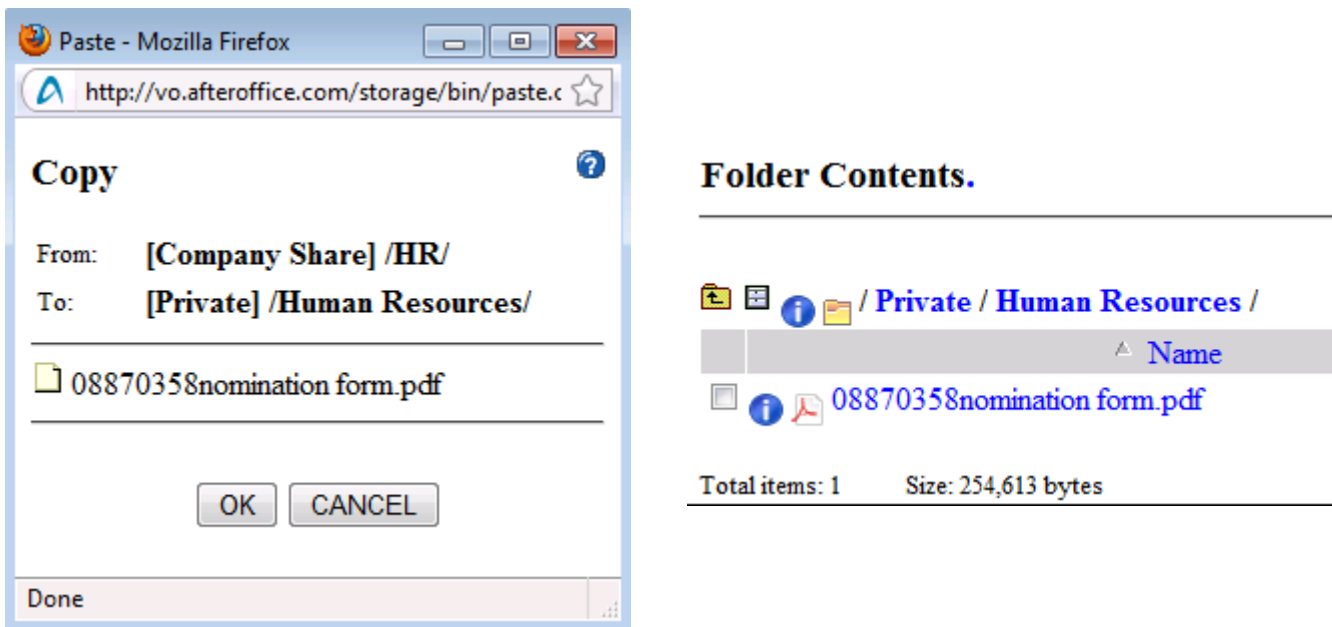 Paste - Mozilla Firefox
http://vo.afteroffice.com/storage/bin/paste.c
Copy
From: [Company Share] /HR/
To: [Private] /Human Resources/
08870358nomination form.pdf
OK CANCEL
Done
Folder Contents.
/ Private / Human Resources /
Name
08870358nomination form.pdf
Total items: 1 Size: 254,613 bytes